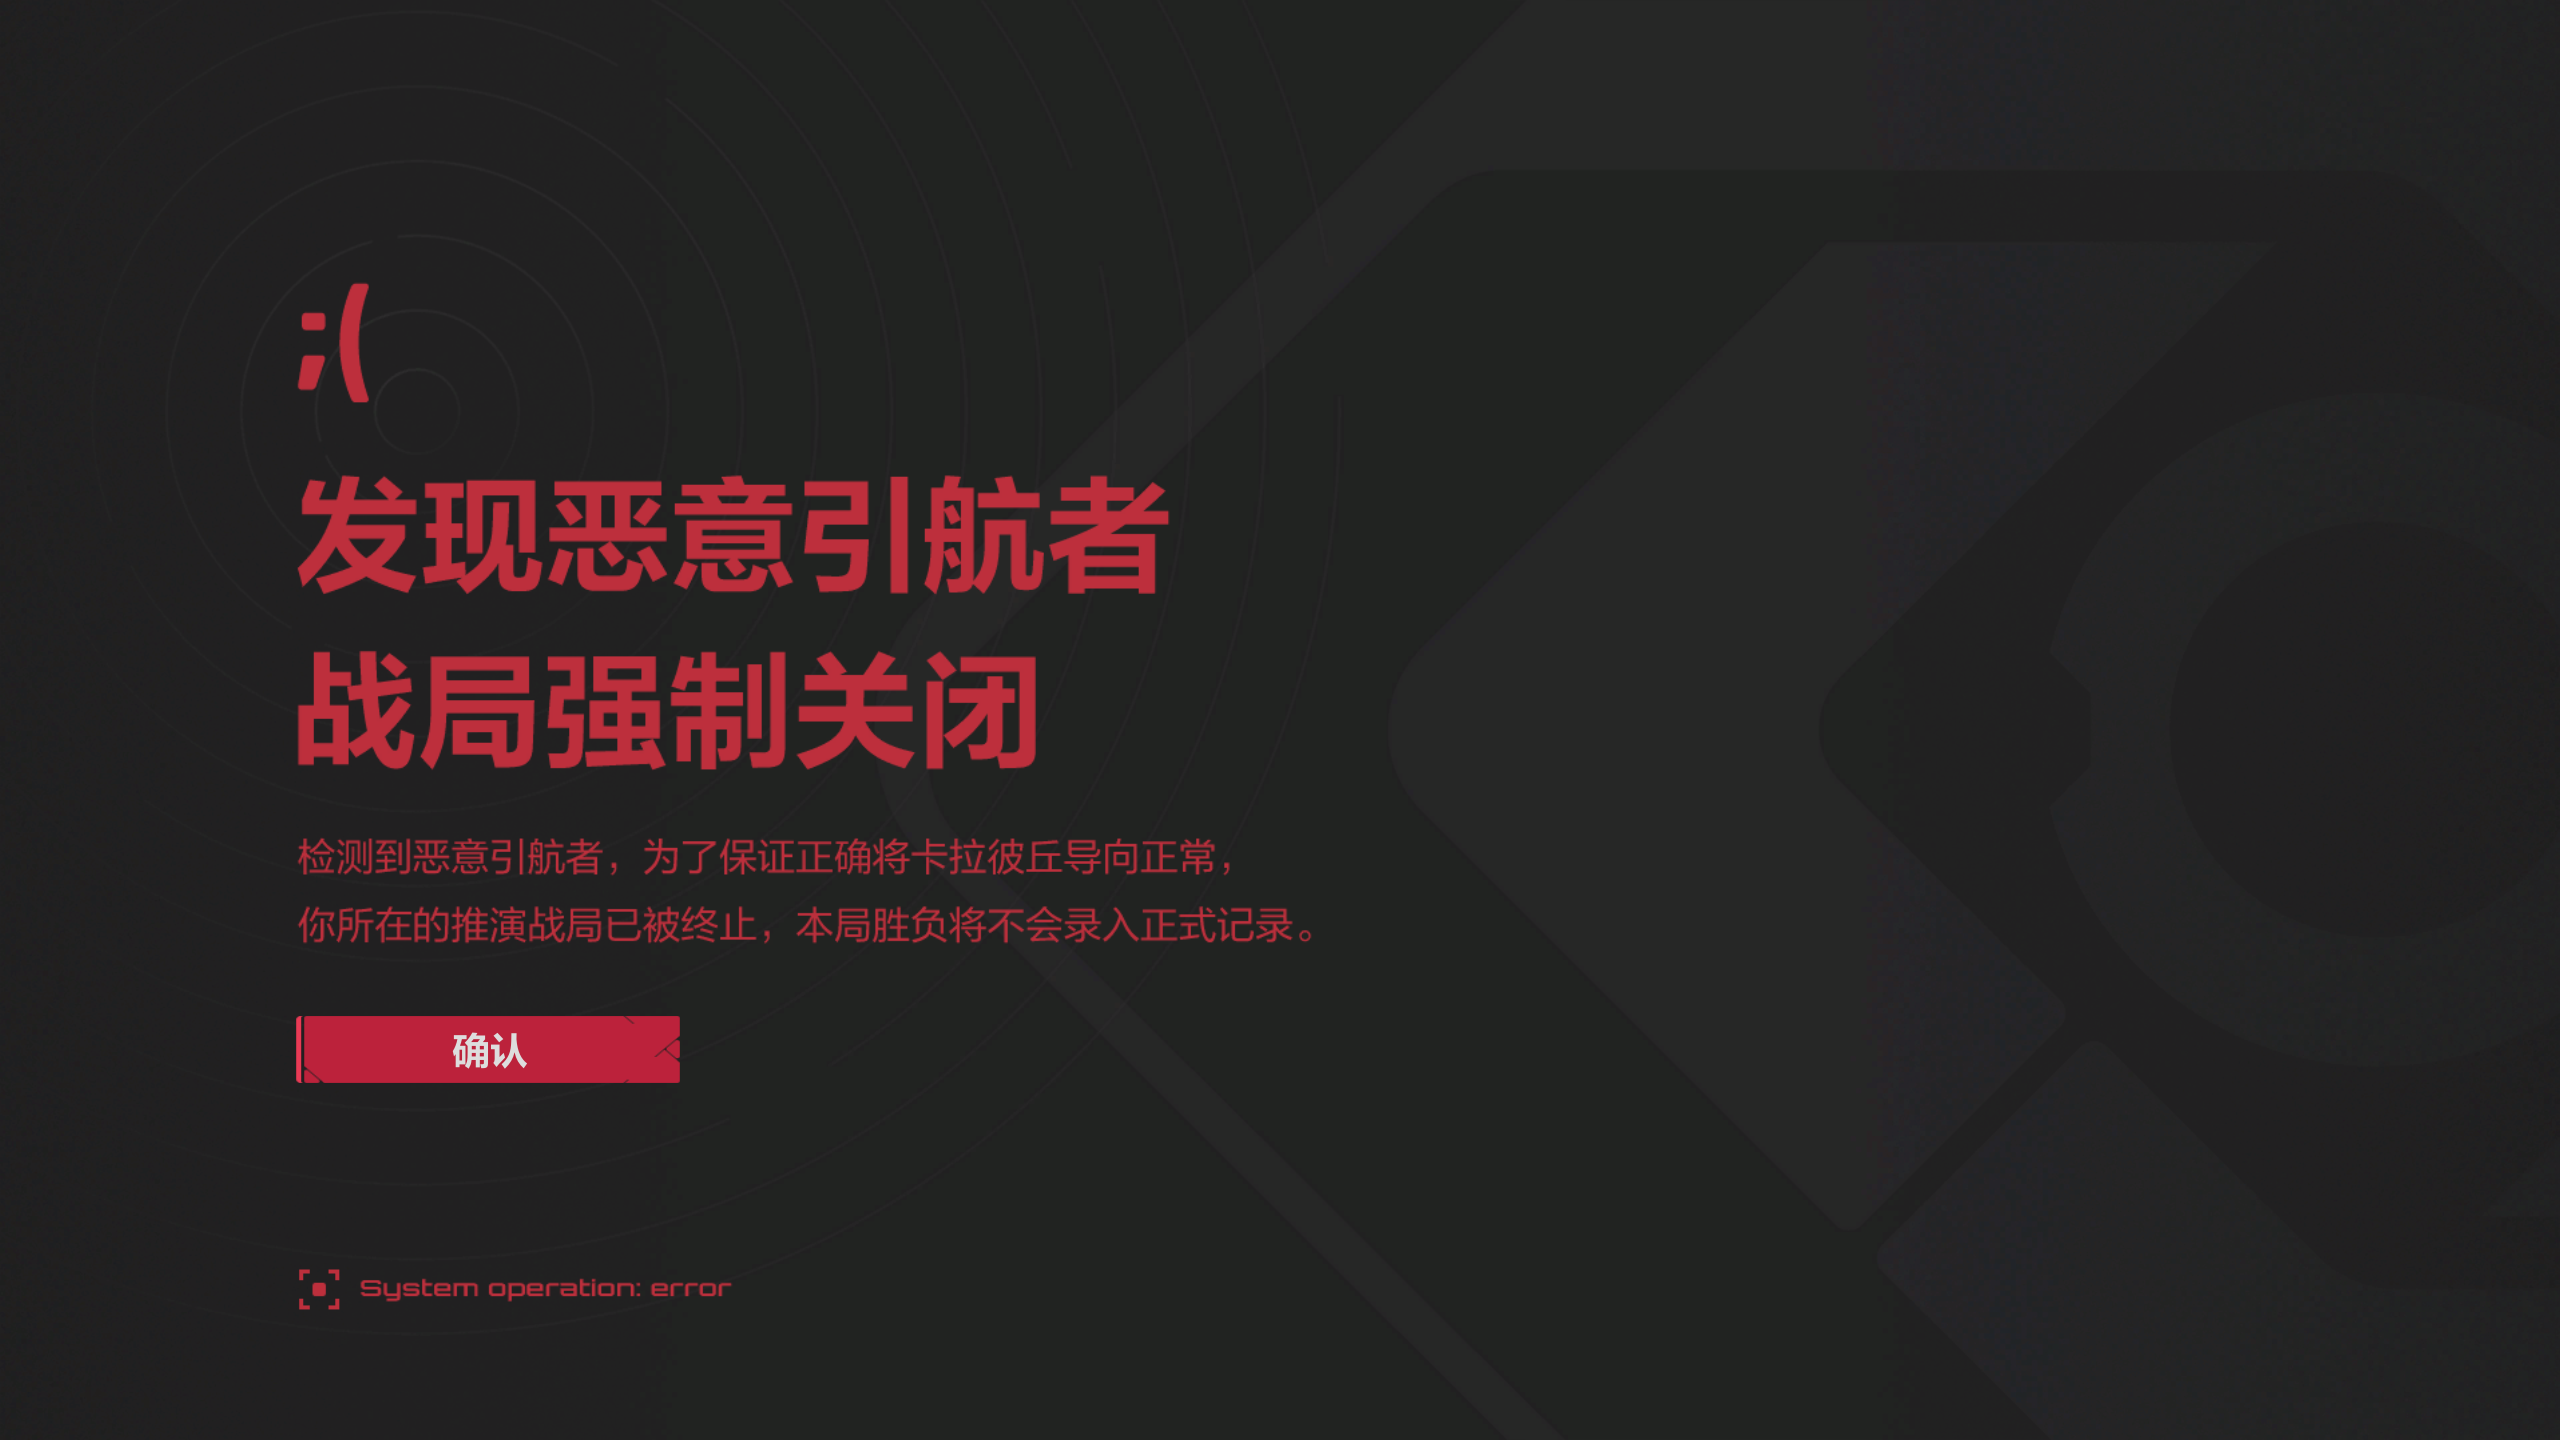 ;(
发现恶意引航者
战局强制关闭
检测到恶意引航者，为了保证正确将卡拉彼丘导向正常，
你所在的推演战局已被终止，本局胜负将不会录入正式记录。
确认
System operation: error